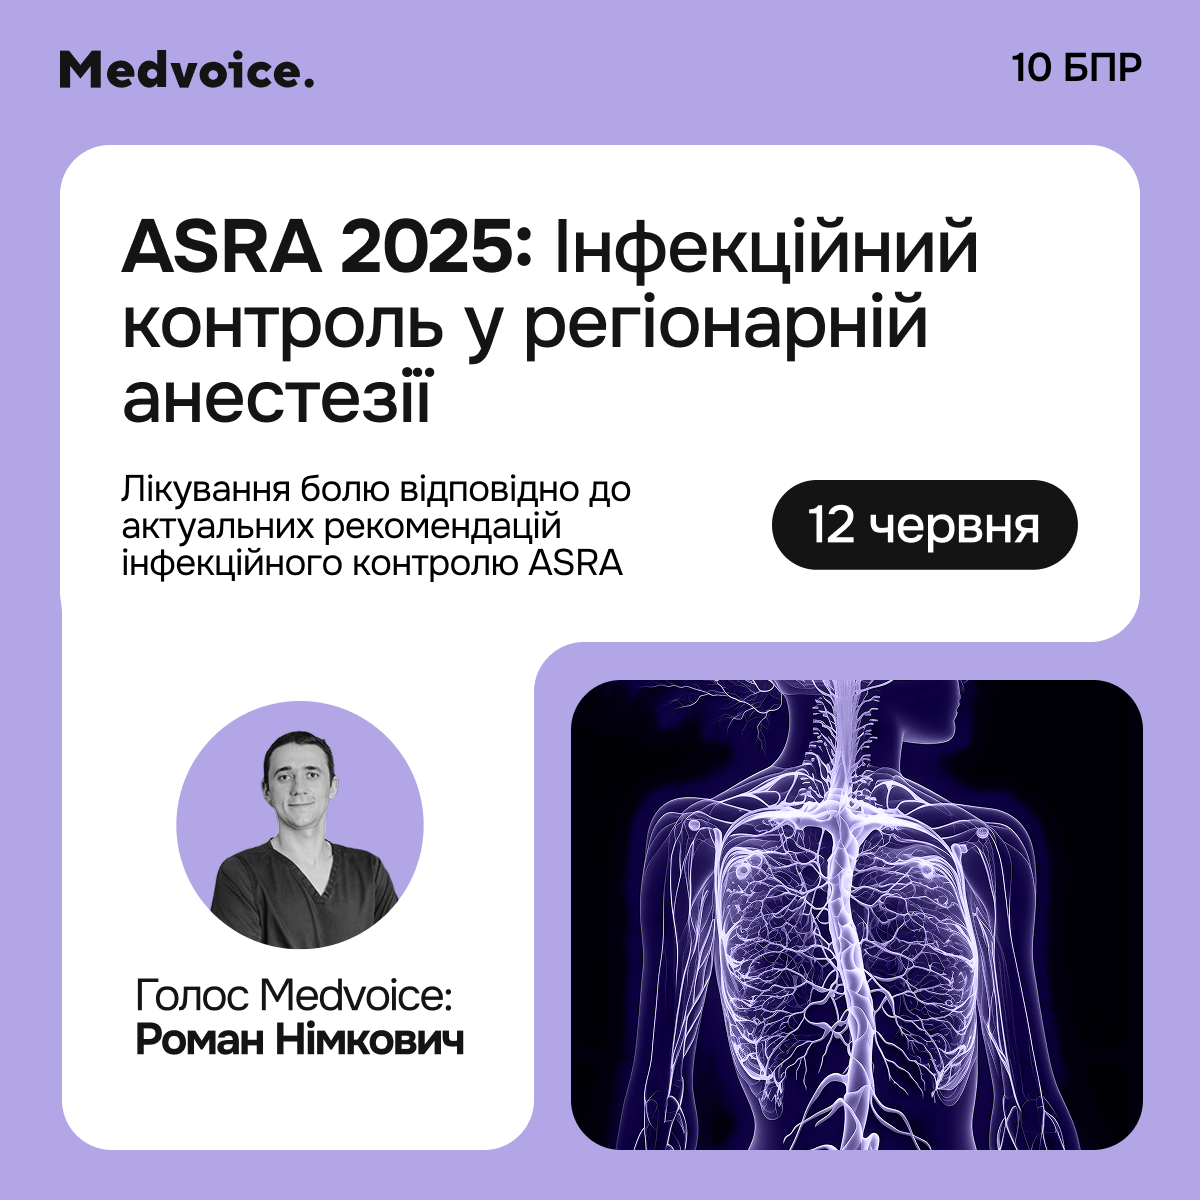 Medvoice.
10 БПР
ASRA 2025: Інфекційний
контроль у регіонарній
анестезії
Лікування болю відповідно до
актуальних рекомендацій
інфекційного контролю ASRA
12 червня
Голос Medvoice:
Роман Німкович